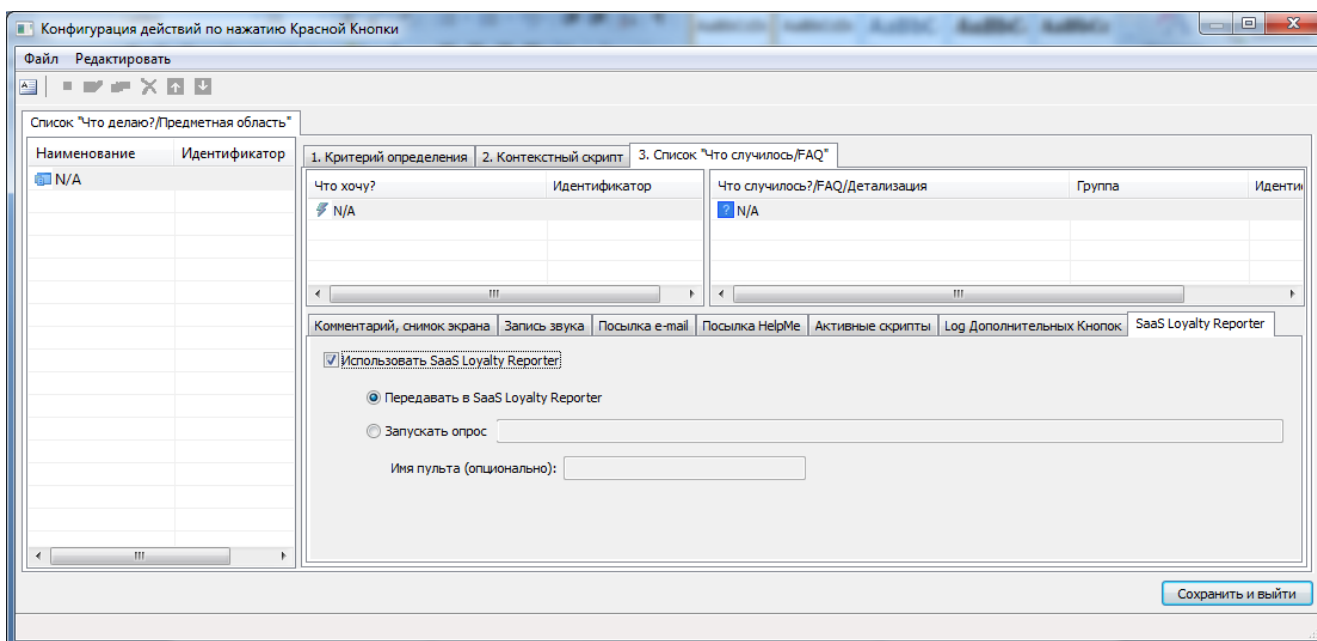 Конфигурация действий по нажатию Красной Кнопки
Файл Редактировать
Список "Что делаю?/Предметная область"
Наименование Идентификатор
N/A
1. Критерий определения 2. Контекстный скрипт 3. Список "Что случилось/FAQ"
Что хочу? Идентификатор Что случилось?/FAQ/Детализация Группа
N/A N/A
Комментарий, снимок экрана Запись звука Посылка e-mail Посылка HelpMe Активные скрипты Log Дополнительных Кнопок SaaS Loyalty Reporter
Использовать SaaS Loyalty Reporter
Передавать в SaaS Loyalty Reporter
Запускать опрос
Имя пульта (опционально):
Сохранить и выйти